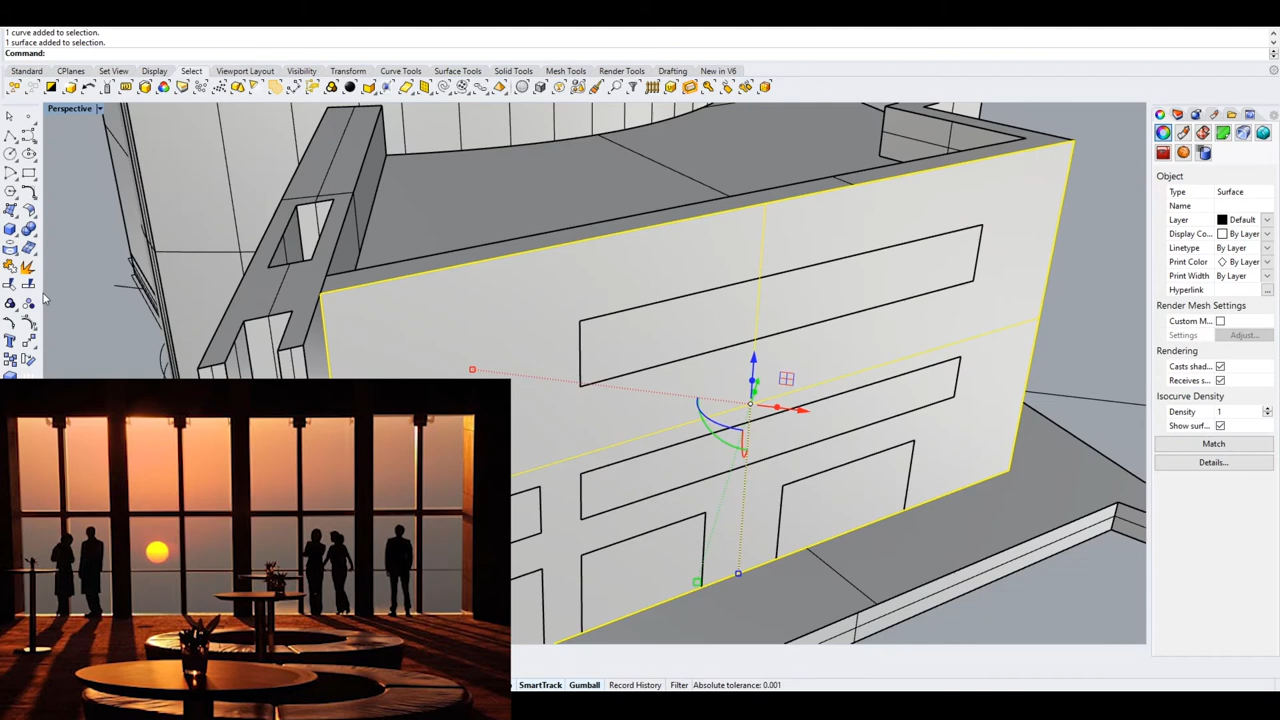 1 curve added to selection.
1 surface added to selection.
Command:
Standard CPlanes Set View Display Select Viewport Layout Visibility Transform Curve Tools Surface Tools Solid Tools Mesh Tools Render Tools Drafting New in V6
Perspective
Object
Type Surface
Name
Layer Default
Display Co... By Layer
Linetype By Layer
Print Color By Layer
Print Width By Layer
Hyperlink ...
Render Mesh Settings
Custom M...
Settings Adjust...
Rendering
Casts shad...
Receives s...
Isocurve Density
Density 1
Show surf...
Match
Details...
SmartTrack Gumball Record History Filter Absolute tolerance: 0.001